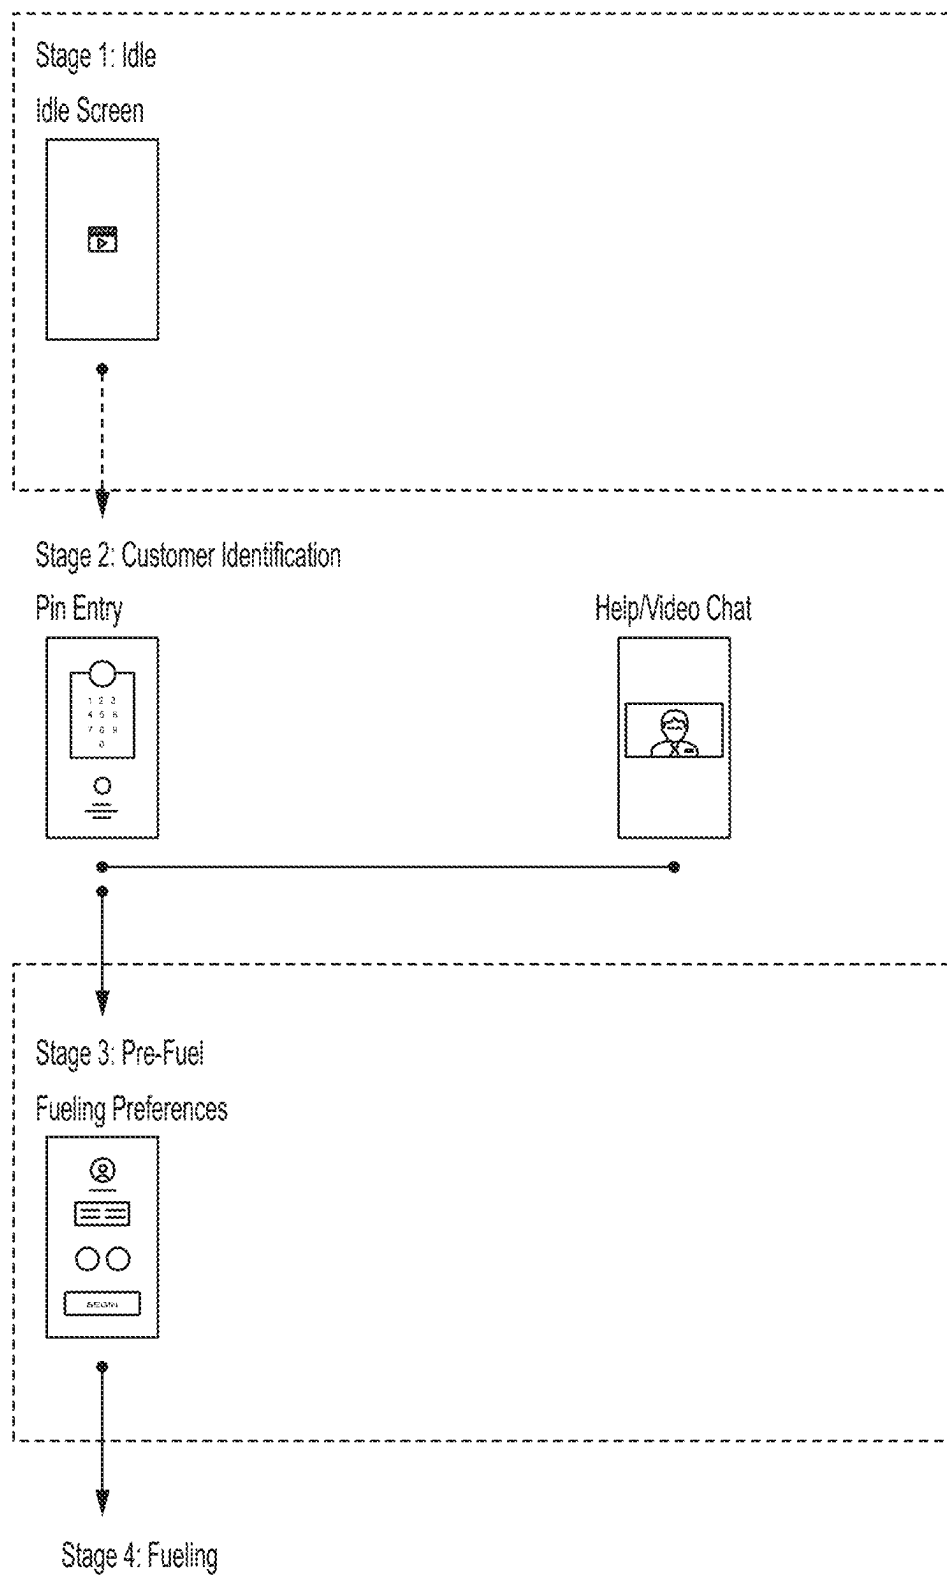 Stage 1: Idle
Idle Screen
Stage 2: Customer Identification
Pin Entry
Help/Video Chat
1 2 3
4 5 6
7 8 9
0
Stage 3: Pre-Fuel
Fueling Preferences
BEGIN
Stage 4: Fueling